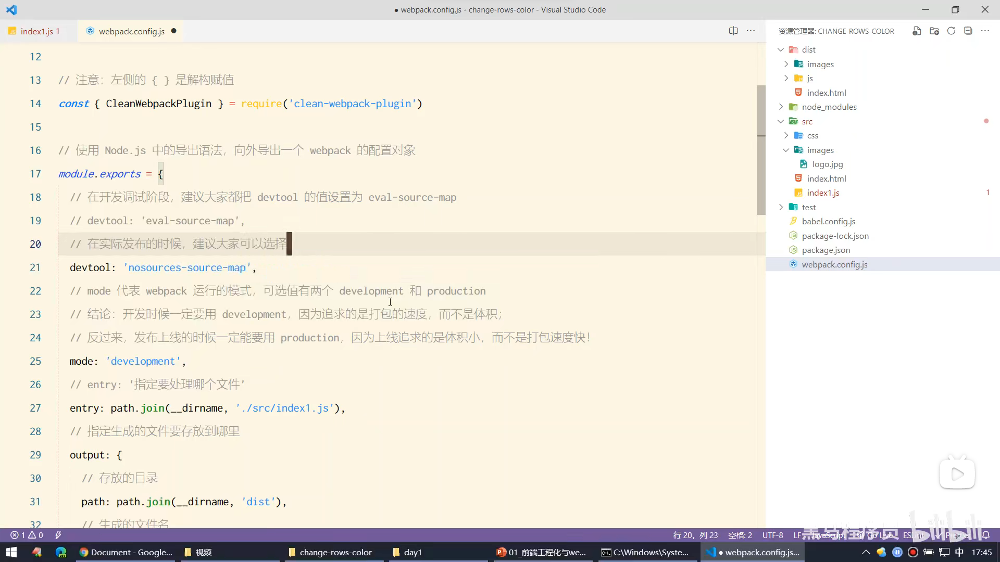 ● webpack.config.js - change-rows-color - Visual Studio Code
index1.js 1
webpack.config.js ●
资源管理器: CHANGE-ROWS-COLOR
12
13 // 注意：左侧的 { } 是解构赋值
14 const { CleanWebpackPlugin } = require('clean-webpack-plugin')
15
16 // 使用 Node.js 中的导出语法，向外导出一个 webpack 的配置对象
17 module.exports = {
18 // 在开发调试阶段，建议大家都把 devtool 的值设置为 eval-source-map
19 // devtool: 'eval-source-map',
20 // 在实际发布的时候，建议大家可以选择
21 devtool: 'nosources-source-map',
22 // mode 代表 webpack 运行的模式，可选值有两个 development 和 production
23 // 结论：开发时候一定要用 development，因为追求的是打包的速度，而不是体积；
24 // 反过来，发布上线的时候一定能要用 production，因为上线追求的是体积小，而不是打包速度快！
25 mode: 'development',
26 // entry: '指定要处理哪个文件'
27 entry: path.join(__dirname, './src/index1.js'),
28 // 指定生成的文件要存放到哪里
29 output: {
30 // 存放的目录
31 path: path.join(__dirname, 'dist'),
32 // 生成的文件名
dist
images
js
index.html
node_modules
src
css
images
logo.jpg
index.html
index1.js 1
test
babel.config.js
package-lock.json
package.json
webpack.config.js
黑马程序员 bilibili
1 0
行 20，列 23
空格: 2
UTF-8
LF
JavaScript
Go Live
ESLint
Prettier
Document - Google...
视频
change-rows-color
day1
01_前端工程化与we...
C:\Windows\Syste...
● webpack.config.js...
中
17:45